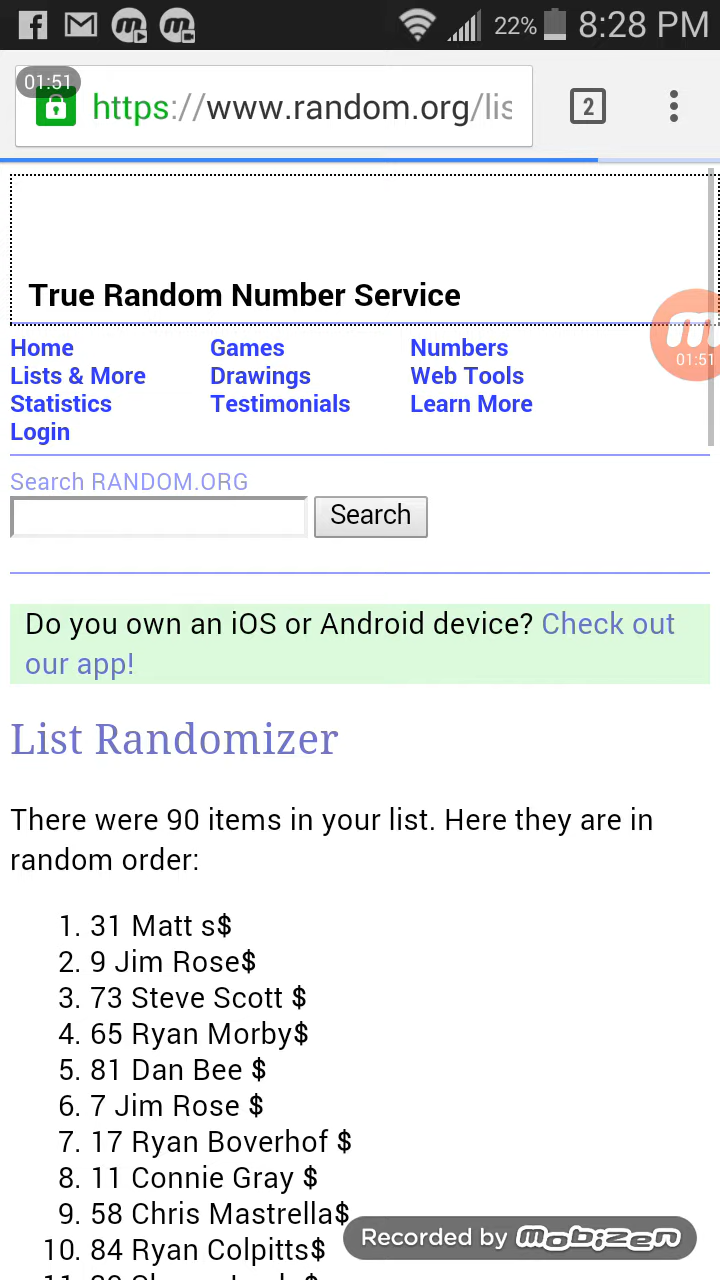 22% 8:28 PM
01:51
https://www.random.org/lis
2
True Random Number Service
01:51
Home Games Numbers
Lists & More Drawings Web Tools
Statistics Testimonials Learn More
Login
Search RANDOM.ORG
Search
Do you own an iOS or Android device? Check out
our app!
List Randomizer
There were 90 items in your list. Here they are in
random order:
1. 31 Matt s$
2. 9 Jim Rose$
3. 73 Steve Scott $
4. 65 Ryan Morby$
5. 81 Dan Bee $
6. 7 Jim Rose $
7. 17 Ryan Boverhof $
8. 11 Connie Gray $
9. 58 Chris Mastrella$
10. 84 Ryan Colpitts$
Recorded by mobizen